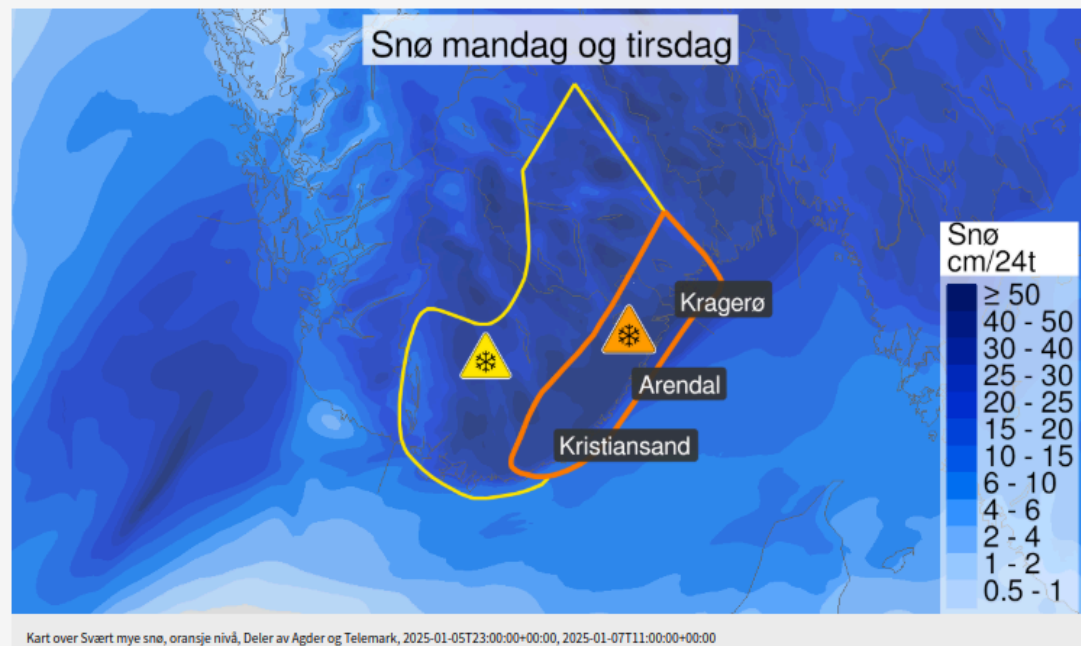 Snø mandag og tirsdag
Kragerø
Arendal
Kristiansand
Snø
cm/24t
≥ 50
40 - 50
30 - 40
25 - 30
20 - 25
15 - 20
10 - 15
6 - 10
4 - 6
2 - 4
1 - 2
0.5 - 1
Kart over Svært mye snø, oransje nivå, Deler av Agder og Telemark, 2025-01-05T23:00:00+00:00, 2025-01-07T11:00:00+00:00